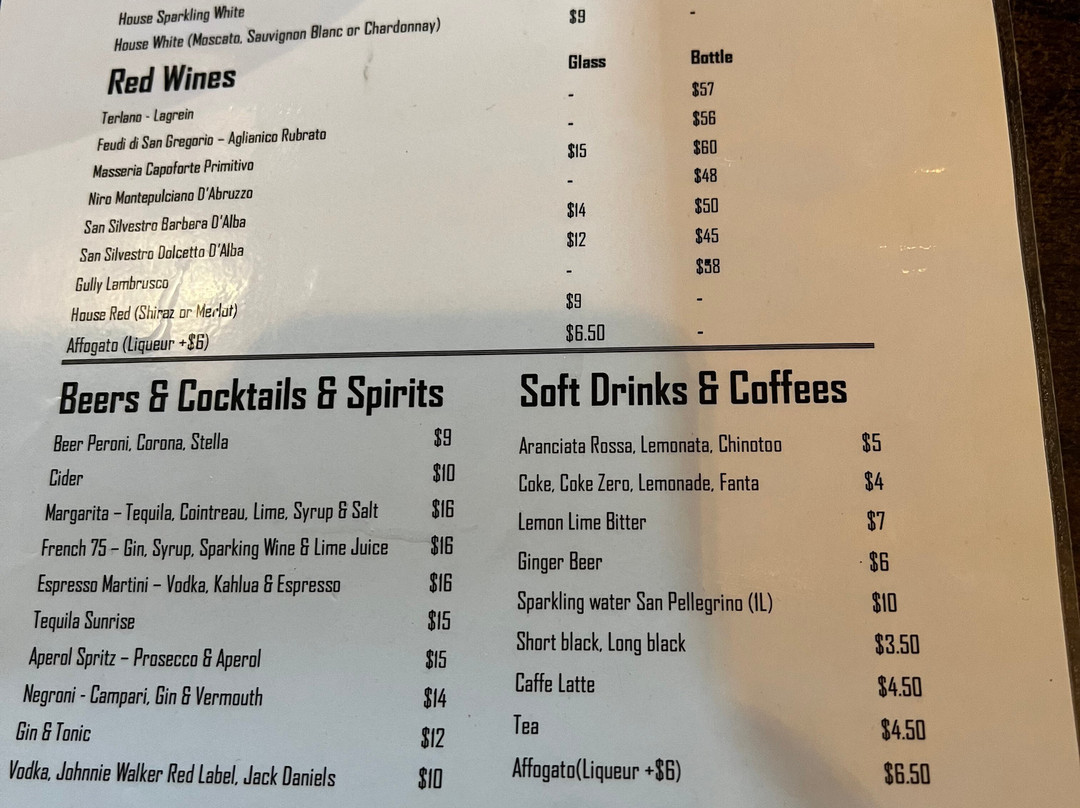 House Sparkling White
House White (Moscato, Sauvignon Blanc or Chardonnay) $9 -
Red Wines Glass Bottle
Terlano - Lagrein - $57
Feudi di San Gregorio – Aglianico Rubrato - $56
Masseria Capoforte Primitivo $15 $60
Niro Montepulciano D'Abruzzo - $48
San Silvestro Barbera D'Alba $14 $50
San Silvestro Dolcetto D'Alba $12 $45
Gully Lambrusco -
House Red (Shiraz or Merlot) $9 -
Affogato (Liqueur +$6) $6.50 -
Beers & Cocktails & Spirits
Beer Peroni, Corona, Stella $9
Cider $10
Margarita – Tequila, Cointreau, Lime, Syrup & Salt $16
French 75 – Gin, Syrup, Sparking Wine & Lime Juice $16
Espresso Martini – Vodka, Kahlua & Espresso $16
Tequila Sunrise $15
Aperol Spritz – Prosecco & Aperol $15
Negroni - Campari, Gin & Vermouth $14
Gin & Tonic $12
Vodka, Johnnie Walker Red Label, Jack Daniels $10
Soft Drinks & Coffees
Aranciata Rossa, Lemonata, Chinotoo $5
Coke, Coke Zero, Lemonade, Fanta $4
Lemon Lime Bitter $7
Ginger Beer $6
Sparkling water San Pellegrino (1L) $10
Short black, Long black $3.50
Caffe Latte $4.50
Tea $4.50
Affogato(Liqueur +$6) $6.50